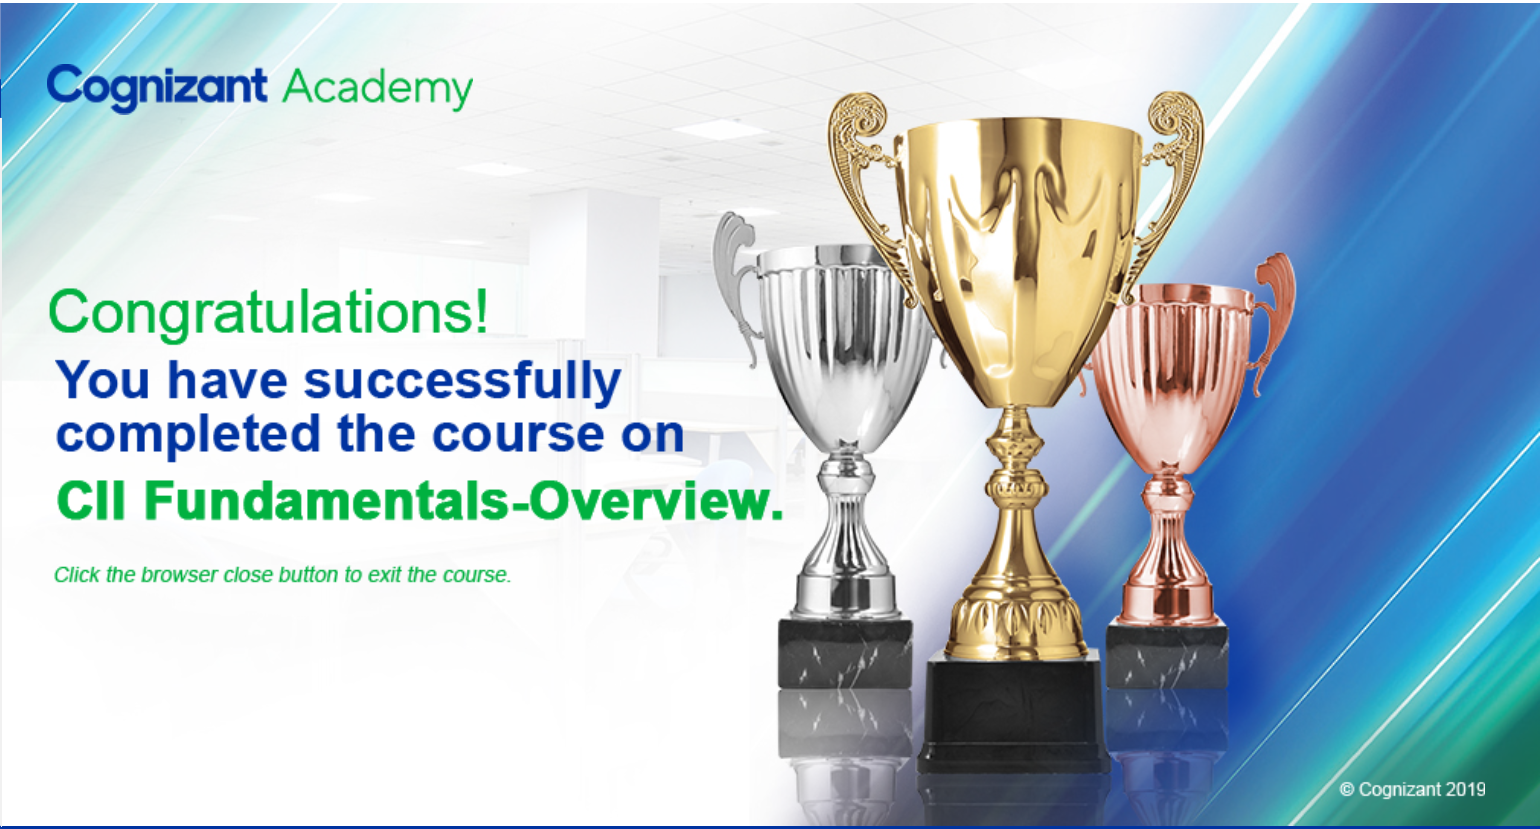 Cognizant Academy
Congratulations!
You have successfully
completed the course on
CII Fundamentals-Overview.
Click the browser close button to exit the course.
© Cognizant 2019